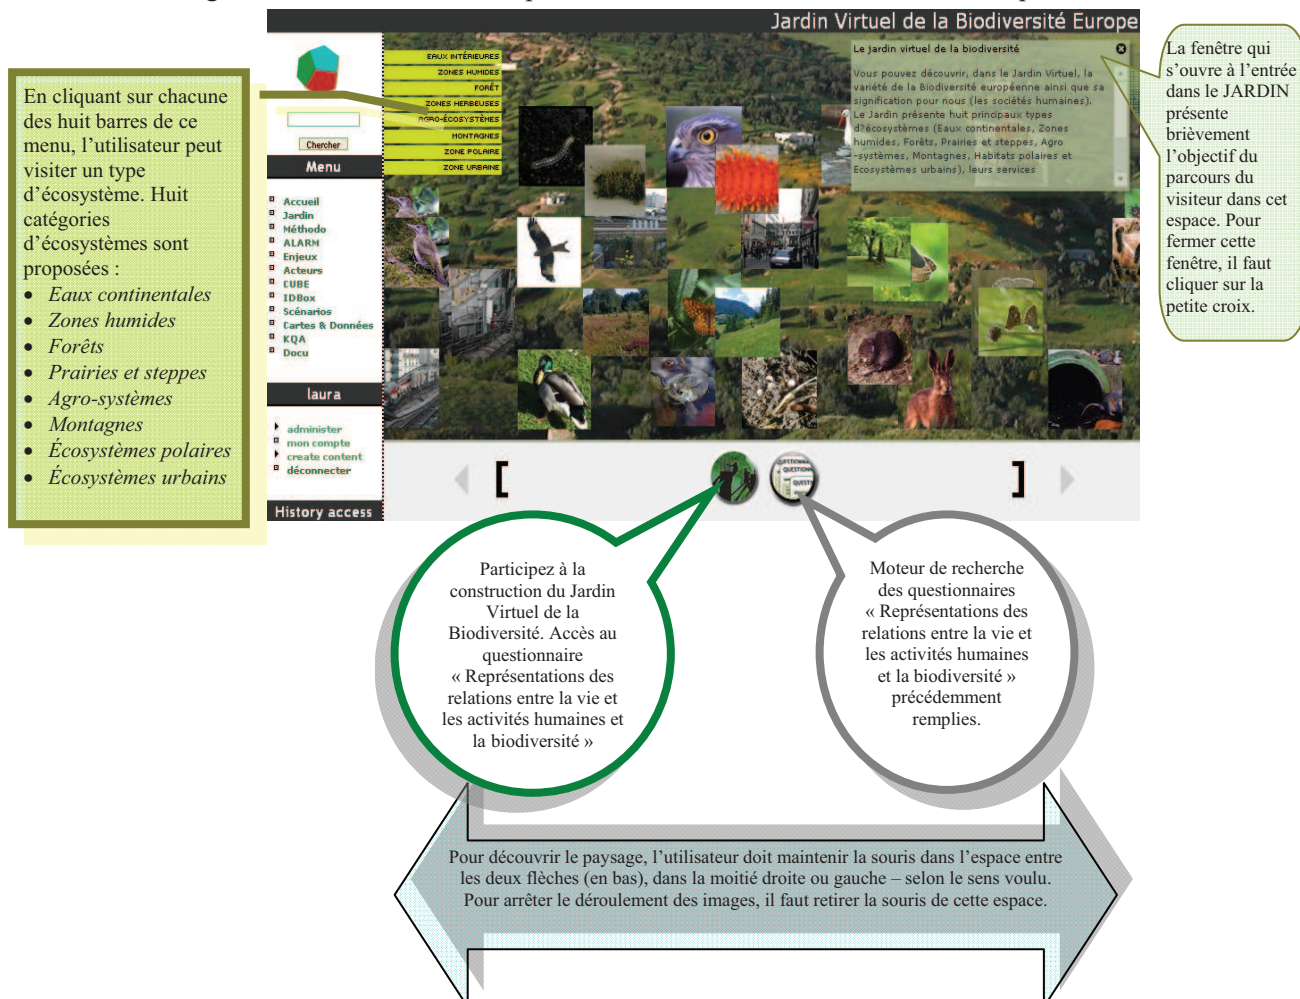 Jardin Virtuel de la Biodiversité Europe
En cliquant sur chacune
des huit barres de ce
menu, l’utilisateur peut
visiter un type
d’écosystème. Huit
catégories
d’écosystèmes sont
proposées :
• Eaux continentales
• Zones humides
• Forêts
• Prairies et steppes
• Agro-systèmes
• Montagnes
• Écosystèmes polaires
• Écosystèmes urbains
Chercher
Menu
Accueil
Jardin
Méthodo
ALARM
Enjeux
Acteurs
CUBE
IDBox
Scénarios
Cartes & Données
KQA
Docu
laura
administer
mon compte
create content
déconnecter
History access
EAUX INTÉRIEURES
ZONES HUMIDES
FORÊT
ZONES HERBEUSES
AGRO-ÉCOSYSTÈMES
MONTAGNES
ZONE POLAIRE
ZONE URBAINE
Le jardin virtuel de la biodiversité
Vous pouvez découvrir, dans le Jardin Virtuel, la
variété de la Biodiversité européenne ainsi que sa
signification pour nous (les sociétés humaines).
Le Jardin présente huit principaux types
d?écosystèmes (Eaux continentales, Zones
humides, Forêts, Prairies et steppes, Agro
-systèmes, Montagnes, Habitats polaires et
Ecosystèmes urbains), leurs services
La fenêtre qui
s’ouvre à l’entrée
dans le JARDIN
présente
brièvement
l’objectif du
parcours du
visiteur dans cet
espace. Pour
fermer cette
fenêtre, il faut
cliquer sur la
petite croix.
[ ]
QUESTIONN
QUESTI
Participez à la
construction du Jardin
Virtuel de la
Biodiversité. Accès au
questionnaire
« Représentations des
relations entre la vie et
les activités humaines et
la biodiversité »
Moteur de recherche
des questionnaires
« Représentations des
relations entre la vie et
les activités humaines
et la biodiversité »
précédemment
remplies.
Pour découvrir le paysage, l’utilisateur doit maintenir la souris dans l’espace entre
les deux flèches (en bas), dans la moitié droite ou gauche – selon le sens voulu.
Pour arrêter le déroulement des images, il faut retirer la souris de cette espace.